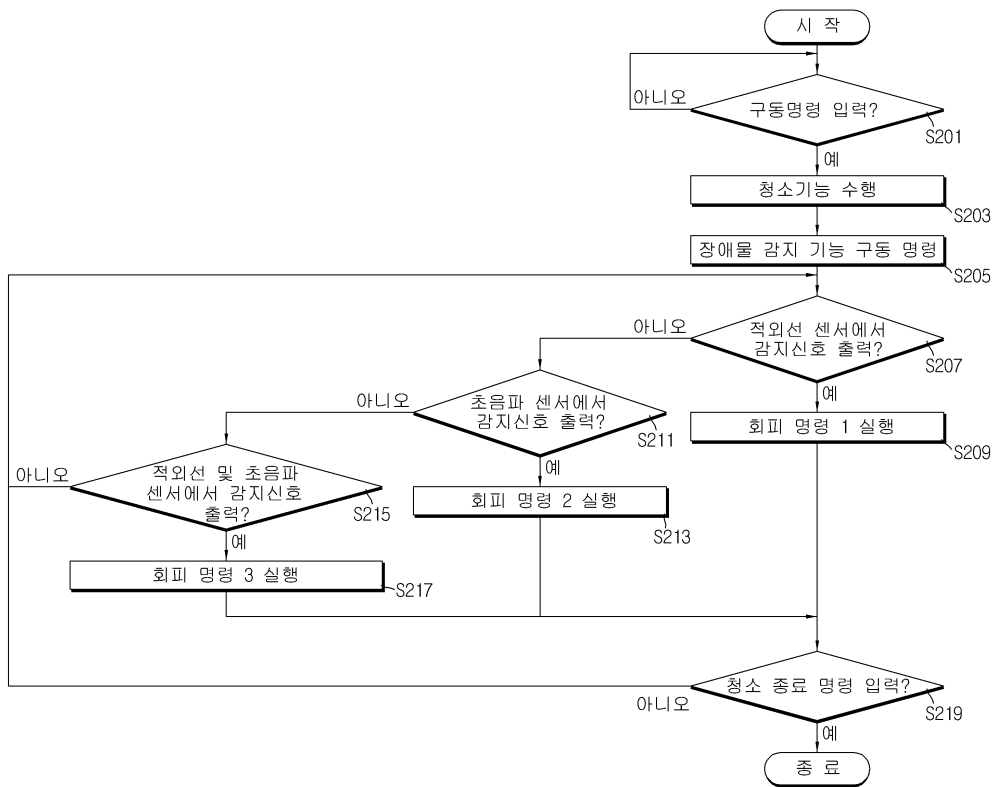 시 작
아니오
구동명령 입력?
S201
예
청소기능 수행
S203
장애물 감지 기능 구동 명령
S205
아니오
적외선 센서에서
감지신호 출력?
S207
예
회피 명령 1 실행
S209
아니오
초음파 센서에서
감지신호 출력?
S211
예
회피 명령 2 실행
S213
아니오
적외선 및 초음파
센서에서 감지신호
출력?
S215
예
회피 명령 3 실행
S217
청소 종료 명령 입력?
아니오
S219
예
종 료